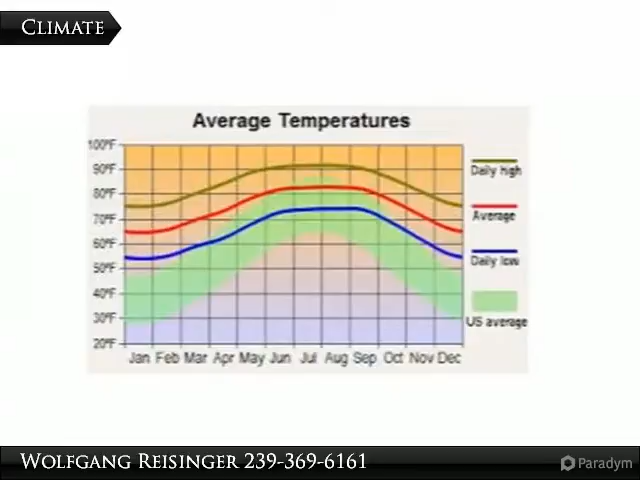 CLIMATE
Average Temperatures
100°F
90°F
80°F
70°F
60°F
50°F
40°F
30°F
20°F
Jan Feb Mar Apr May Jun Jul Aug Sep Oct Nov Dec
Daily high
Average
Daily low
US average
WOLFGANG REISINGER 239-369-6161
Paradym